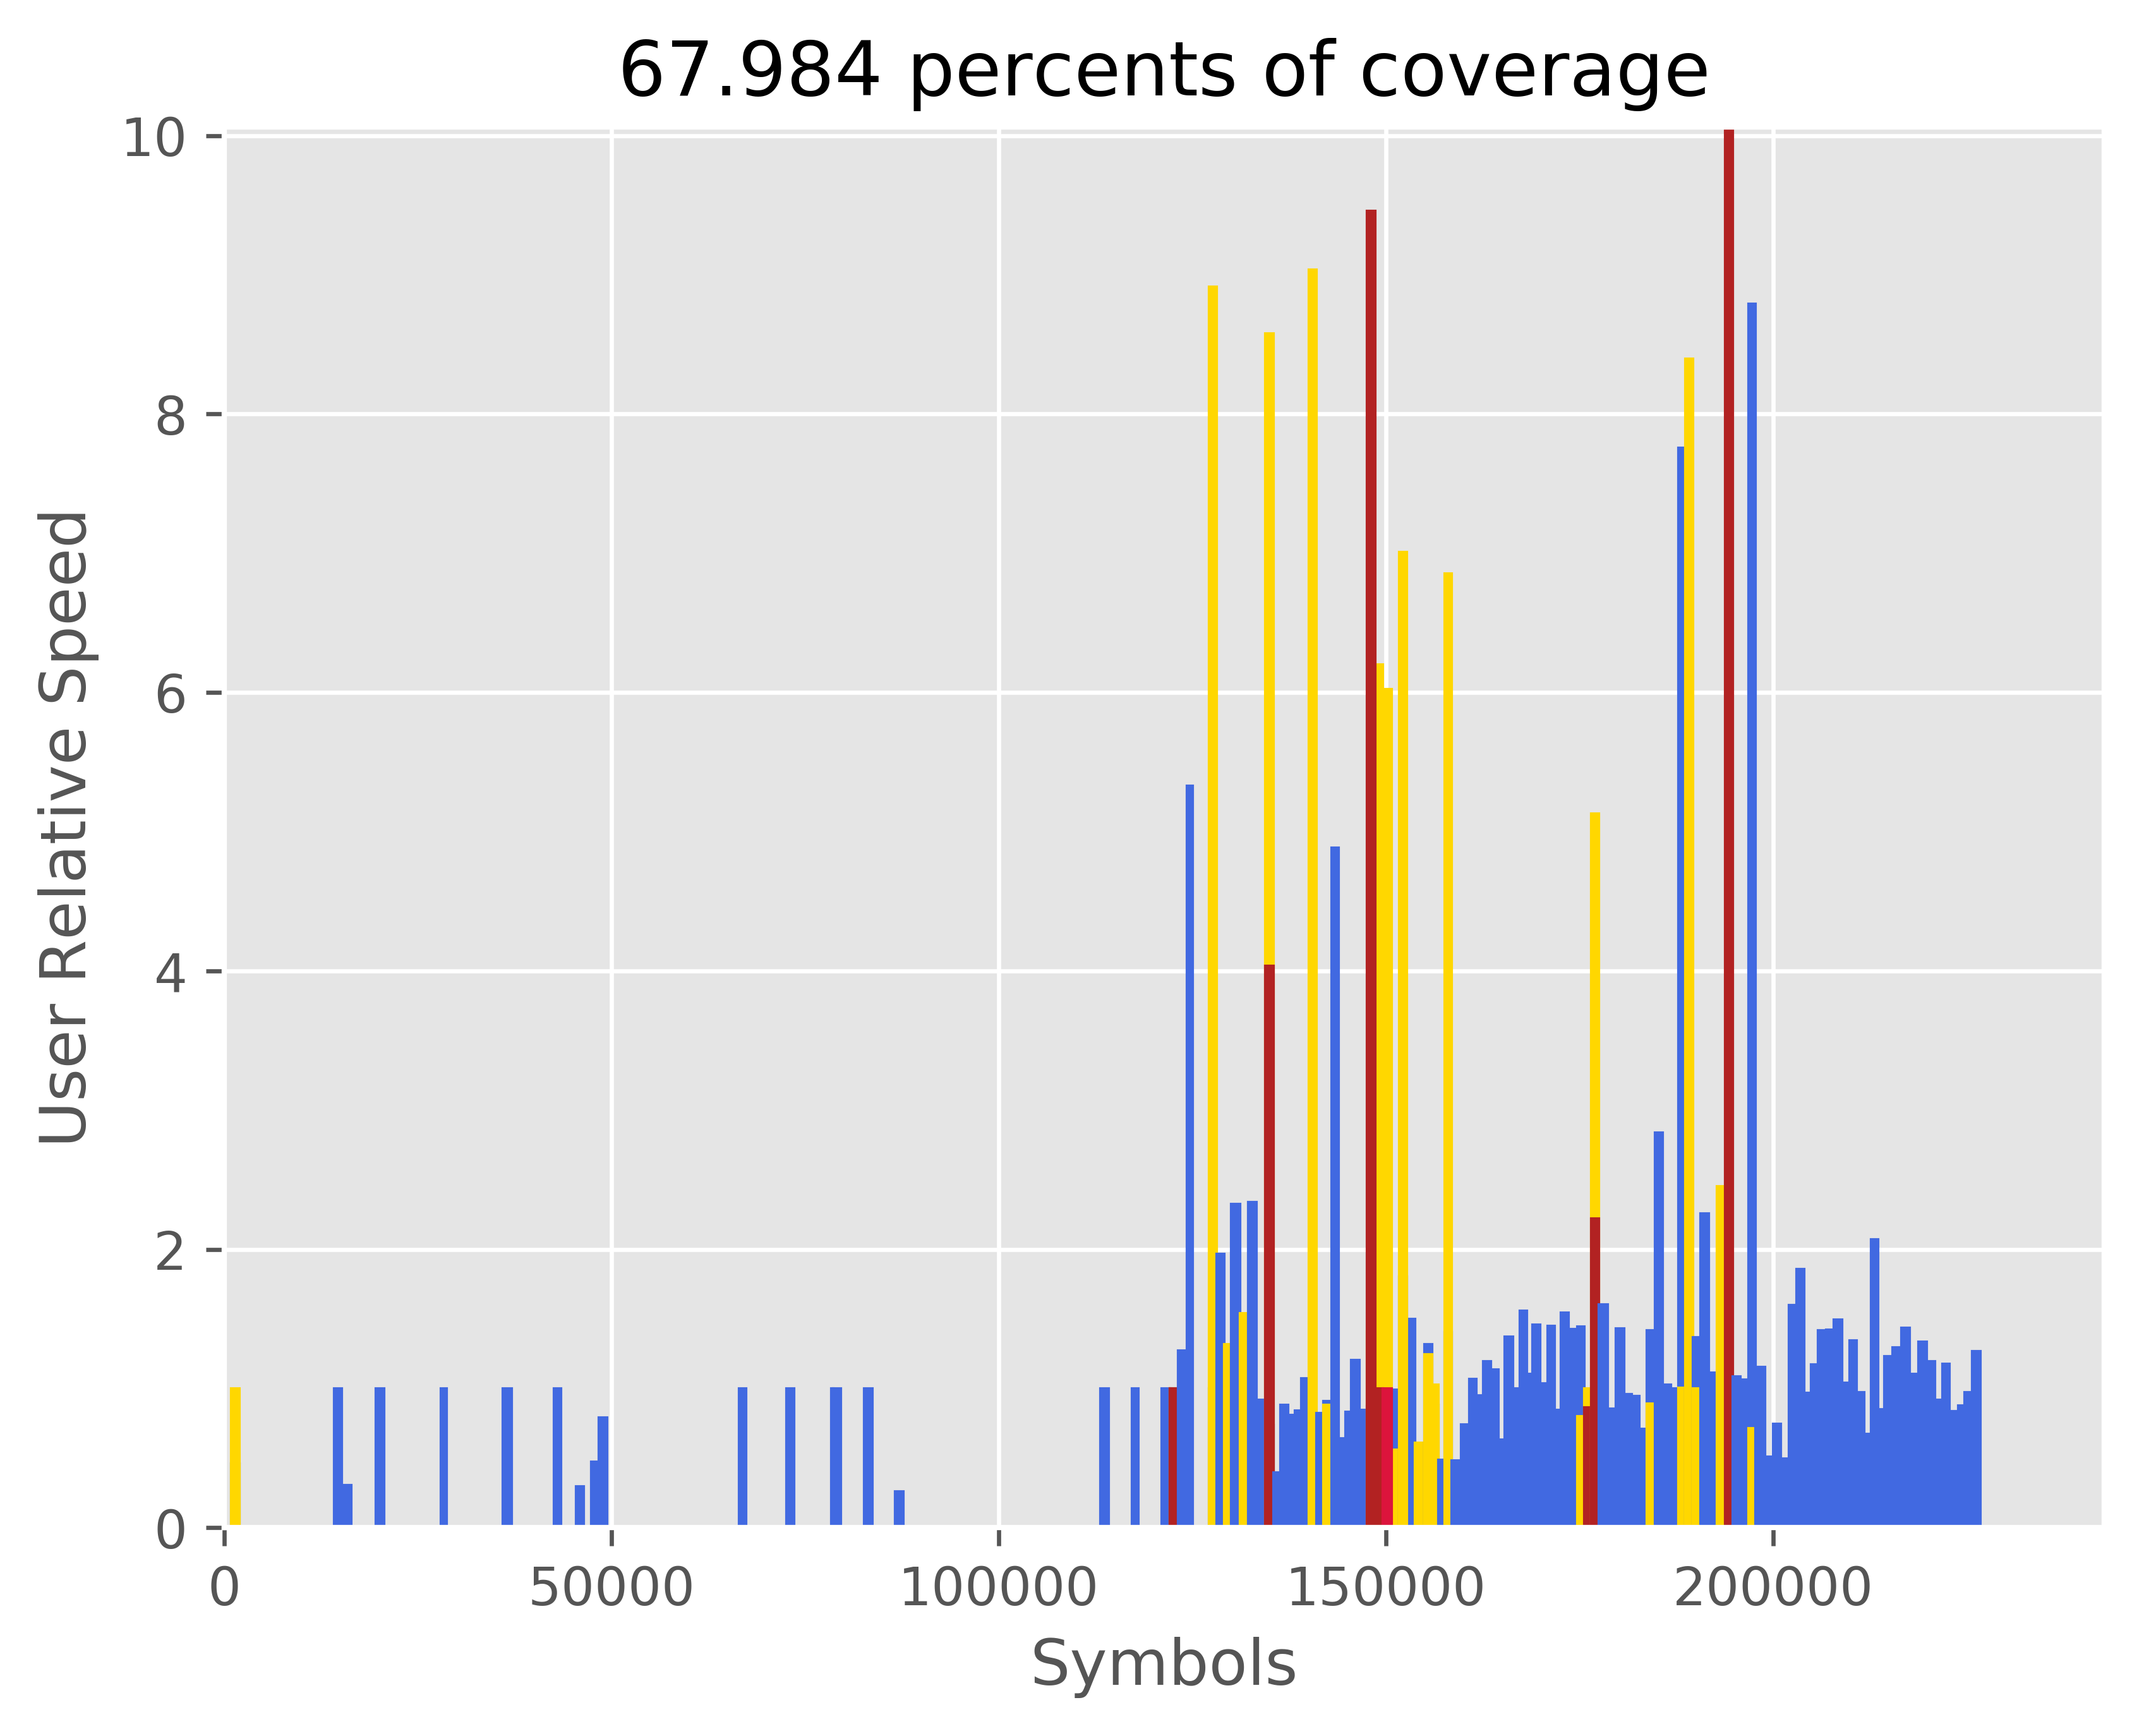 67.984 percents of coverage
10
8
6
4
2
0
User Relative Speed
0 50000 100000 150000 200000
Symbols